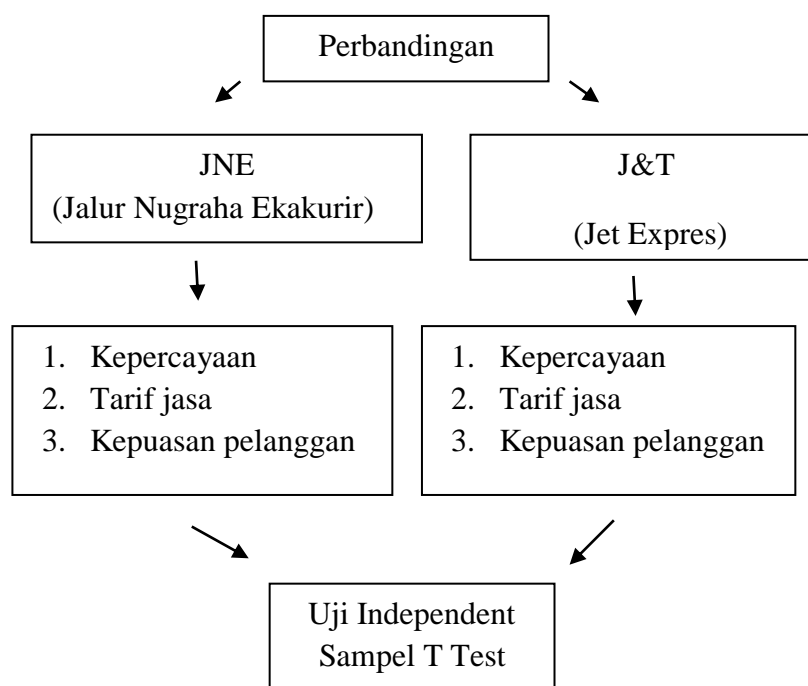 Perbandingan
JNE
(Jalur Nugraha Ekakurir)
J&T
(Jet Expres)
1. Kepercayaan
2. Tarif jasa
3. Kepuasan pelanggan
1. Kepercayaan
2. Tarif jasa
3. Kepuasan pelanggan
Uji Independent
Sampel T Test